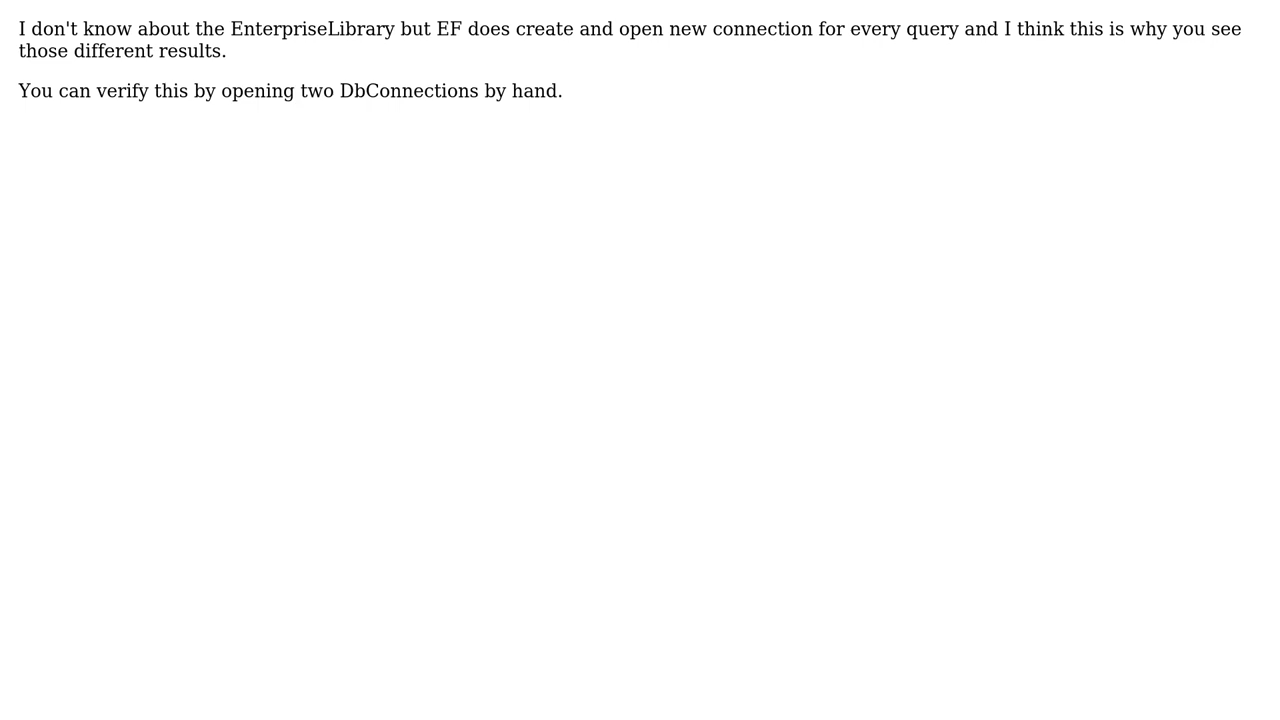 I don't know about the EnterpriseLibrary but EF does create and open new connection for every query and I think this is why you see
those different results.
You can verify this by opening two DbConnections by hand.